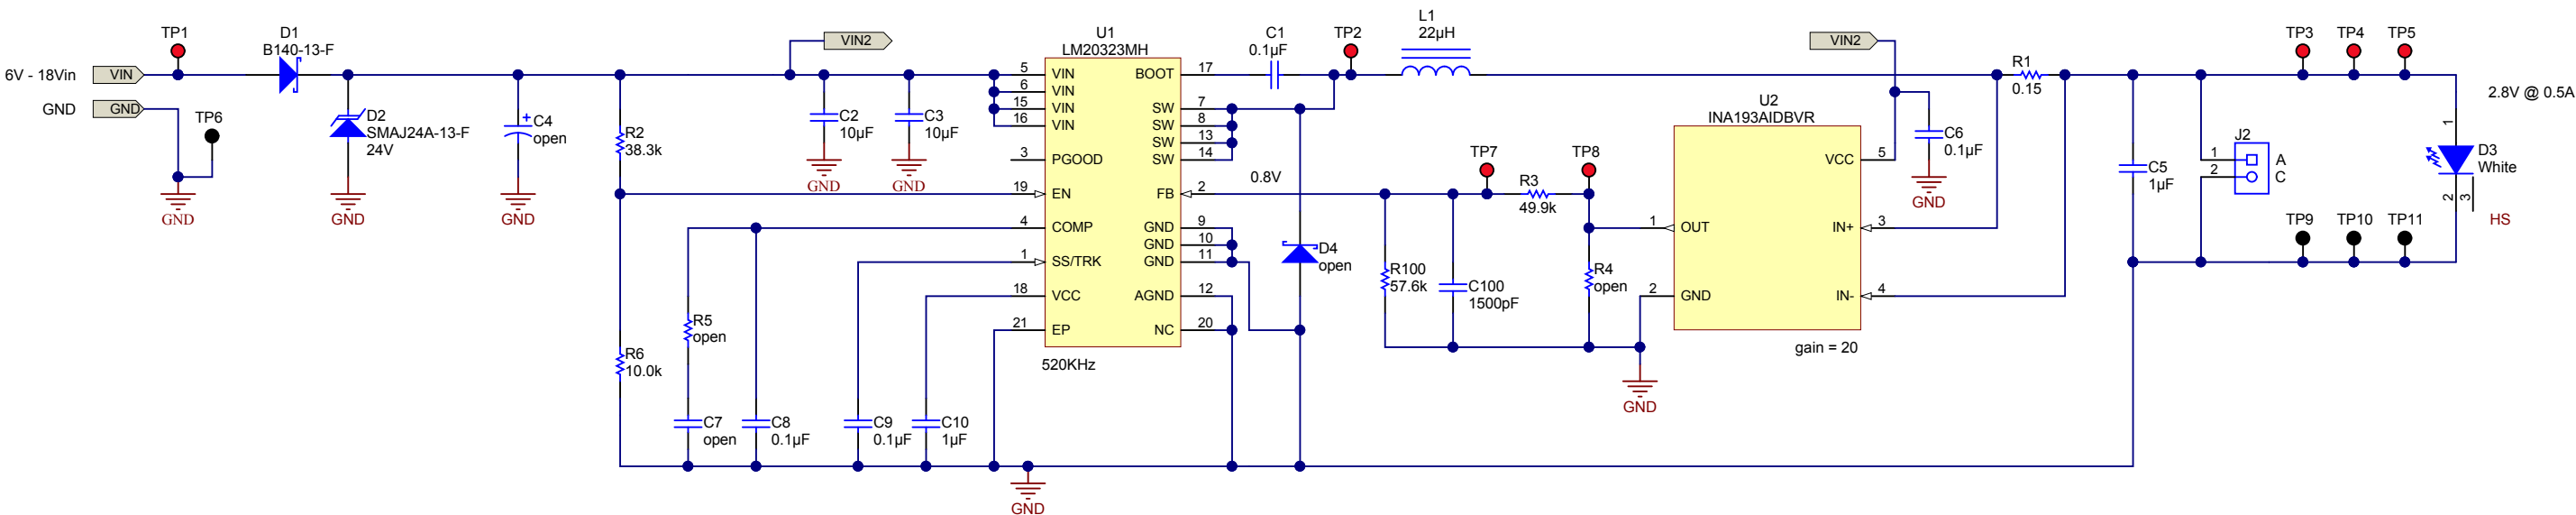 TP1
D1
B140-13-F
6V - 18Vin
VIN
GND
GND
TP6
GND
D2
SMAJ24A-13-F
24V
GND
C4
+
open
GND
R2
38.3k
VIN2
C2
10µF
GND
C3
10µF
GND
R6
10.0k
R5
open
C7
open
C8
0.1µF
C9
0.1µF
C10
1µF
GND
U1
LM20323MH
5 VIN BOOT 17
6 VIN
15 VIN SW 7
16 VIN SW 8
SW 13
3 PGOOD SW 14
19 EN FB 2
4 COMP GND 9
GND 10
1 SS/TRK GND 11
18 VCC AGND 12
21 EP NC 20
520KHz
C1
0.1µF
TP2
L1
22µH
0.8V
D4
open
TP7
R3
49.9k
TP8
R100
57.6k
C100
1500pF
R4
open
GND
VIN2
U2
INA193AIDBVR
VCC 5
1 OUT IN+ 3
2 GND IN- 4
gain = 20
C6
0.1µF
GND
R1
0.15
C5
1µF
J2
1 A
2 C
TP3 TP4 TP5
TP9 TP10 TP11
2.8V @ 0.5A
1
D3
White
2 3
HS